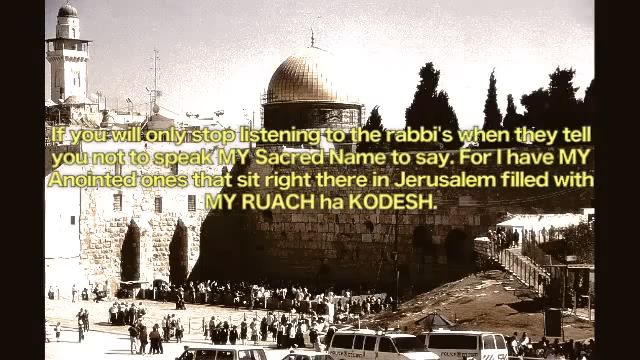 If you will only stop listening to the rabbi's when they tell
you not to speak MY Sacred Name to say. For I have MY
Anointed ones that sit right there in Jerusalem filled with
MY RUACH ha KODESH.